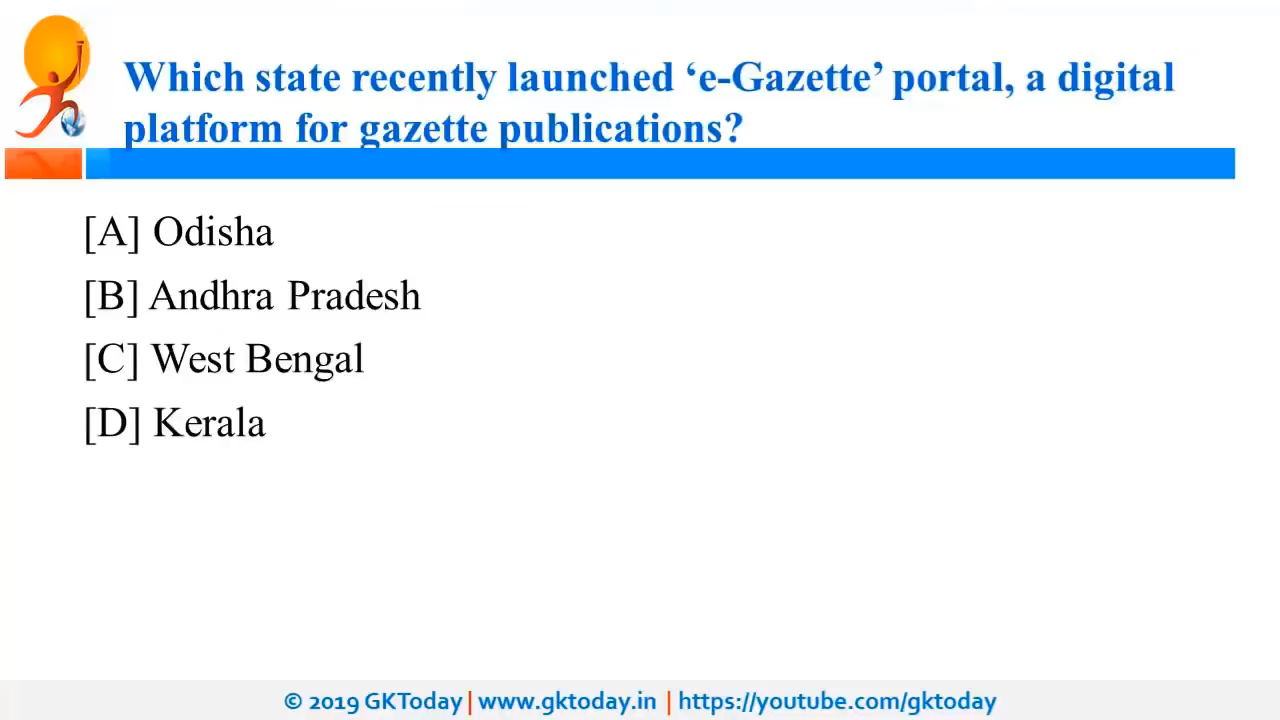 Which state recently launched ‘e-Gazette’ portal, a digital
platform for gazette publications?
[A] Odisha
[B] Andhra Pradesh
[C] West Bengal
[D] Kerala
© 2019 GKToday | www.gktoday.in | https://youtube.com/gktoday